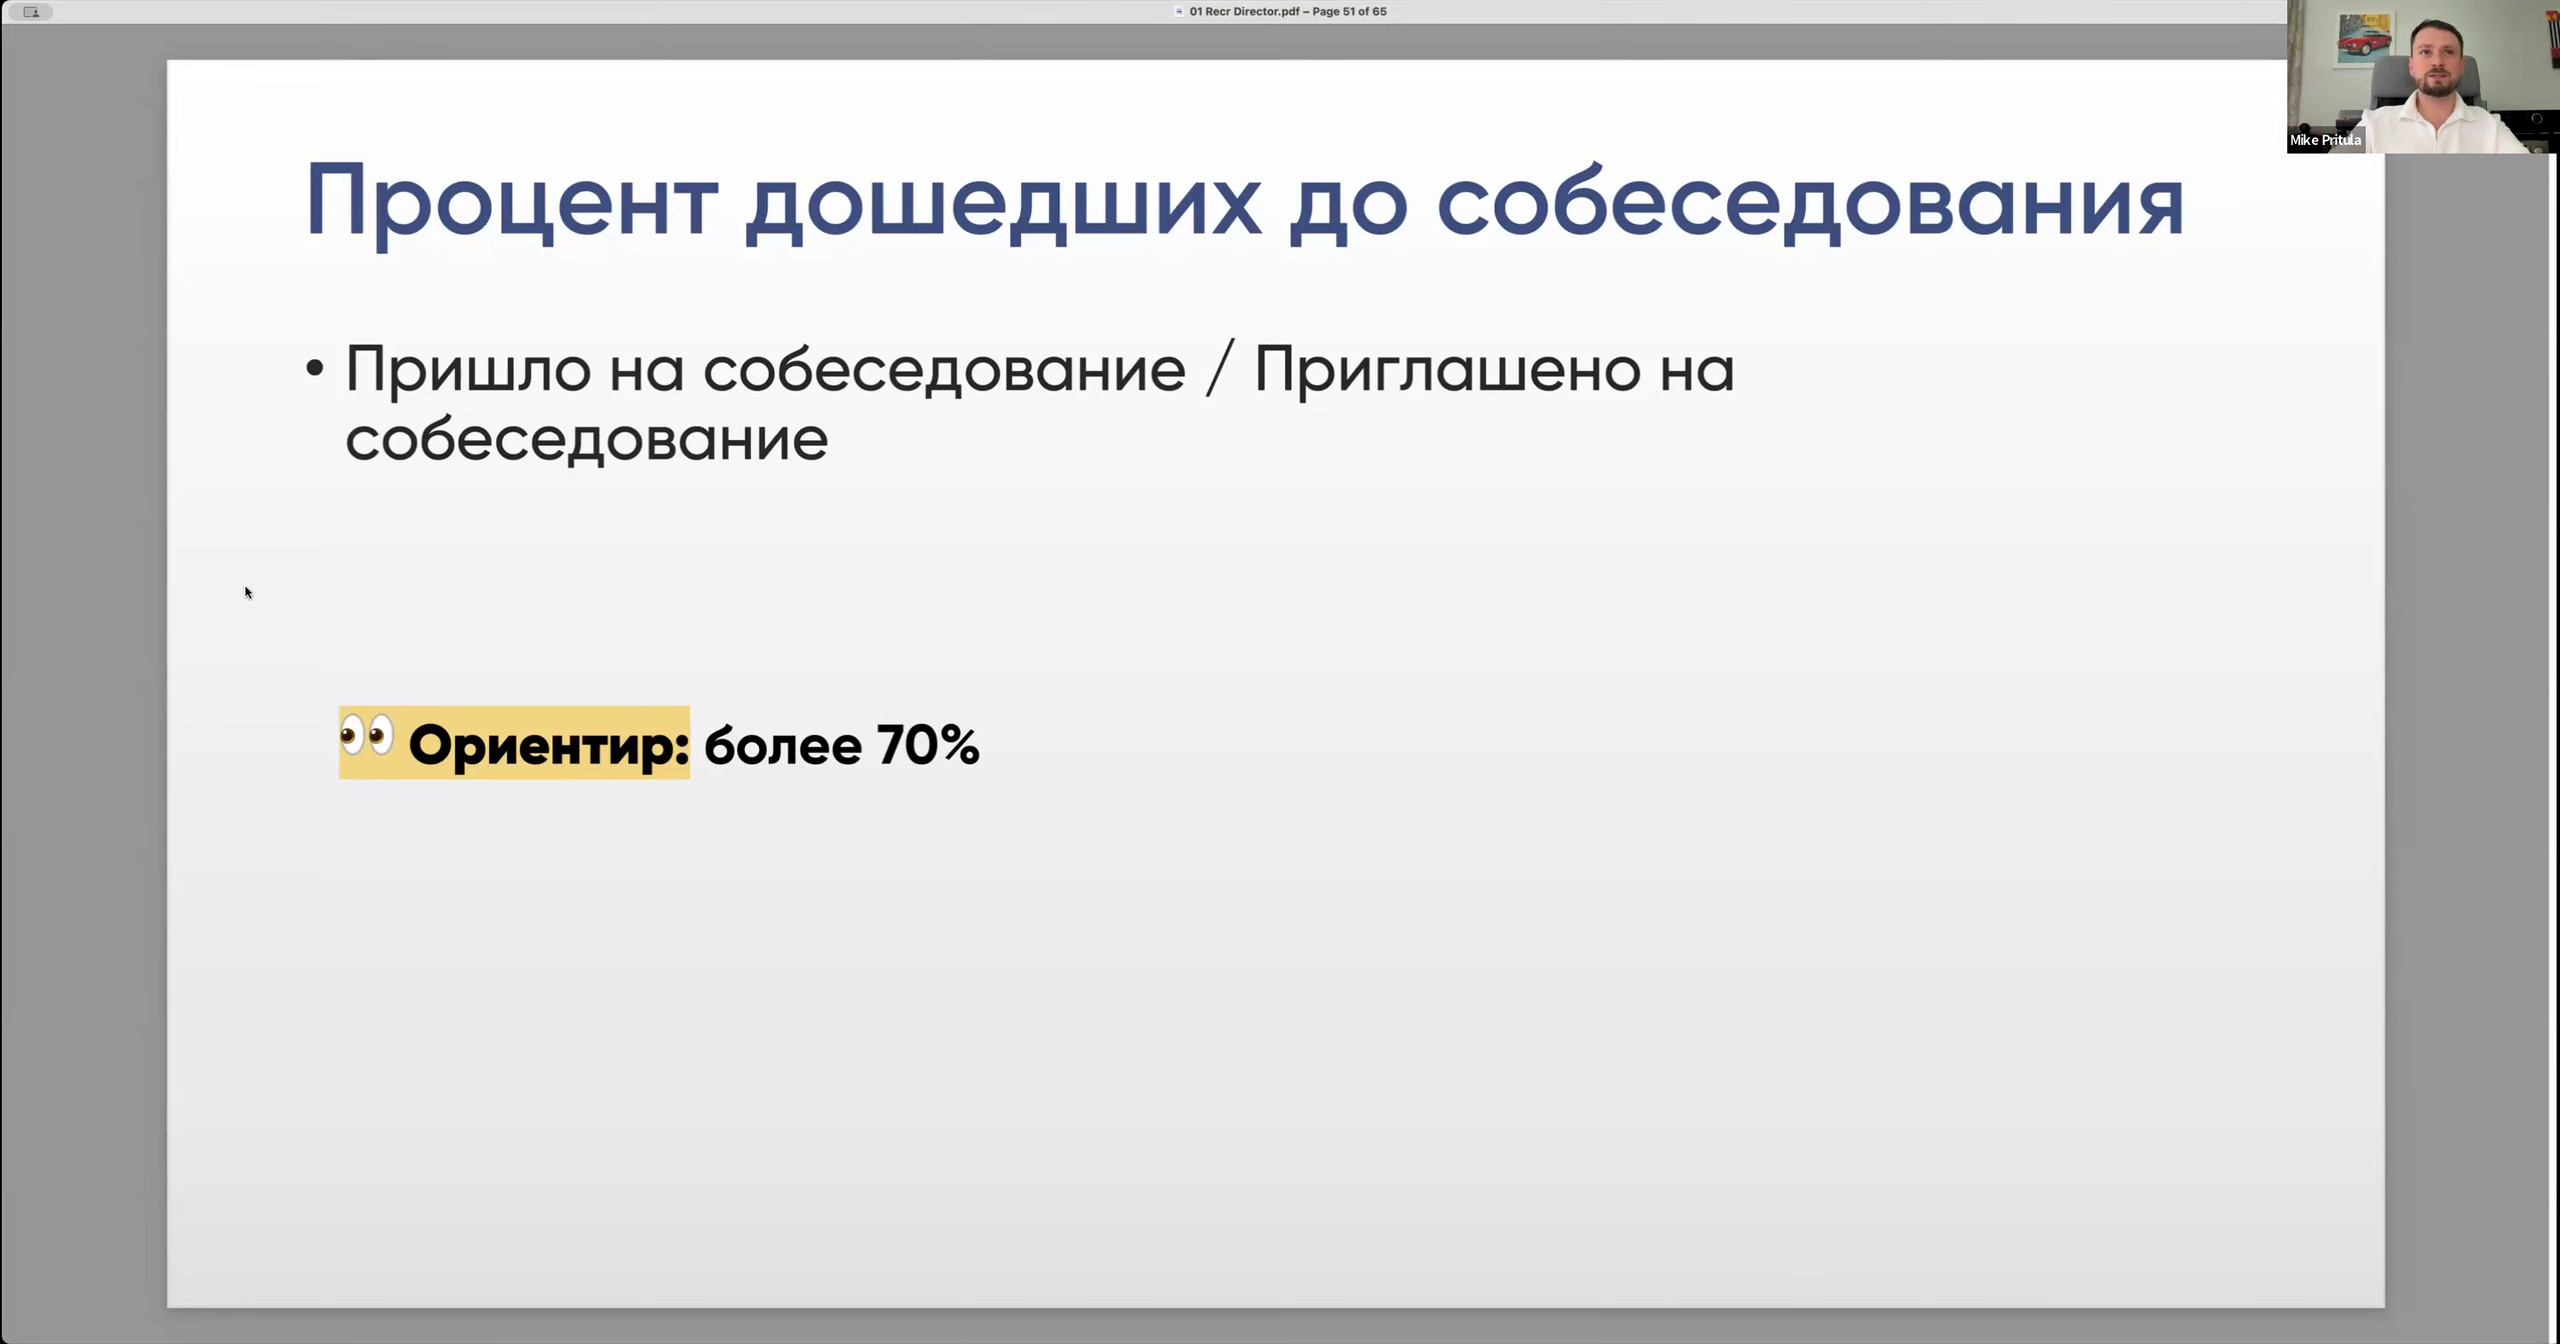 01 Recr Director.pdf – Page 51 of 65
Mike Pritula
Процент дошедших до собеседования
• Пришло на собеседование / Приглашено на
собеседование
👀 Ориентир: более 70%